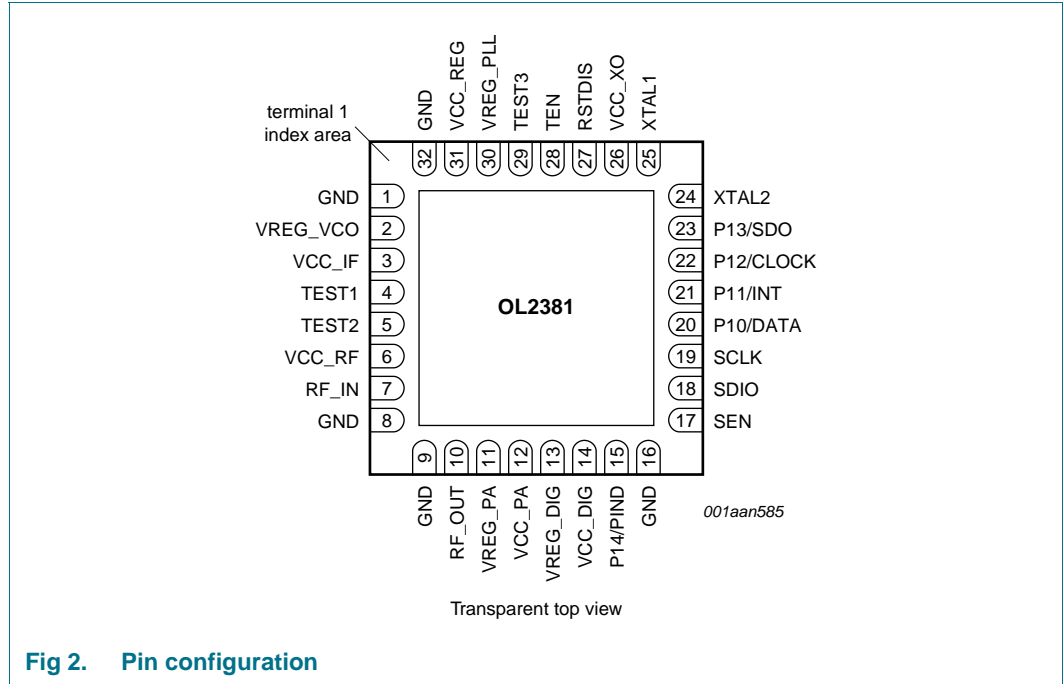 GND
VCC_REG
VREG_PLL
TEST3
TEN
RSTDIS
VCC_XO
XTAL1
terminal 1
index area
32
31
30
29
28
27
26
25
GND 1
VREG_VCO 2
VCC_IF 3
TEST1 4
TEST2 5
VCC_RF 6
RF_IN 7
GND 8
OL2381
24 XTAL2
23 P13/SDO
22 P12/CLOCK
21 P11/INT
20 P10/DATA
19 SCLK
18 SDIO
17 SEN
9
10
11
12
13
14
15
16
GND
RF_OUT
VREG_PA
VCC_PA
VREG_DIG
VCC_DIG
P14/PIND
GND
001aan585
Transparent top view
Fig 2. Pin configuration